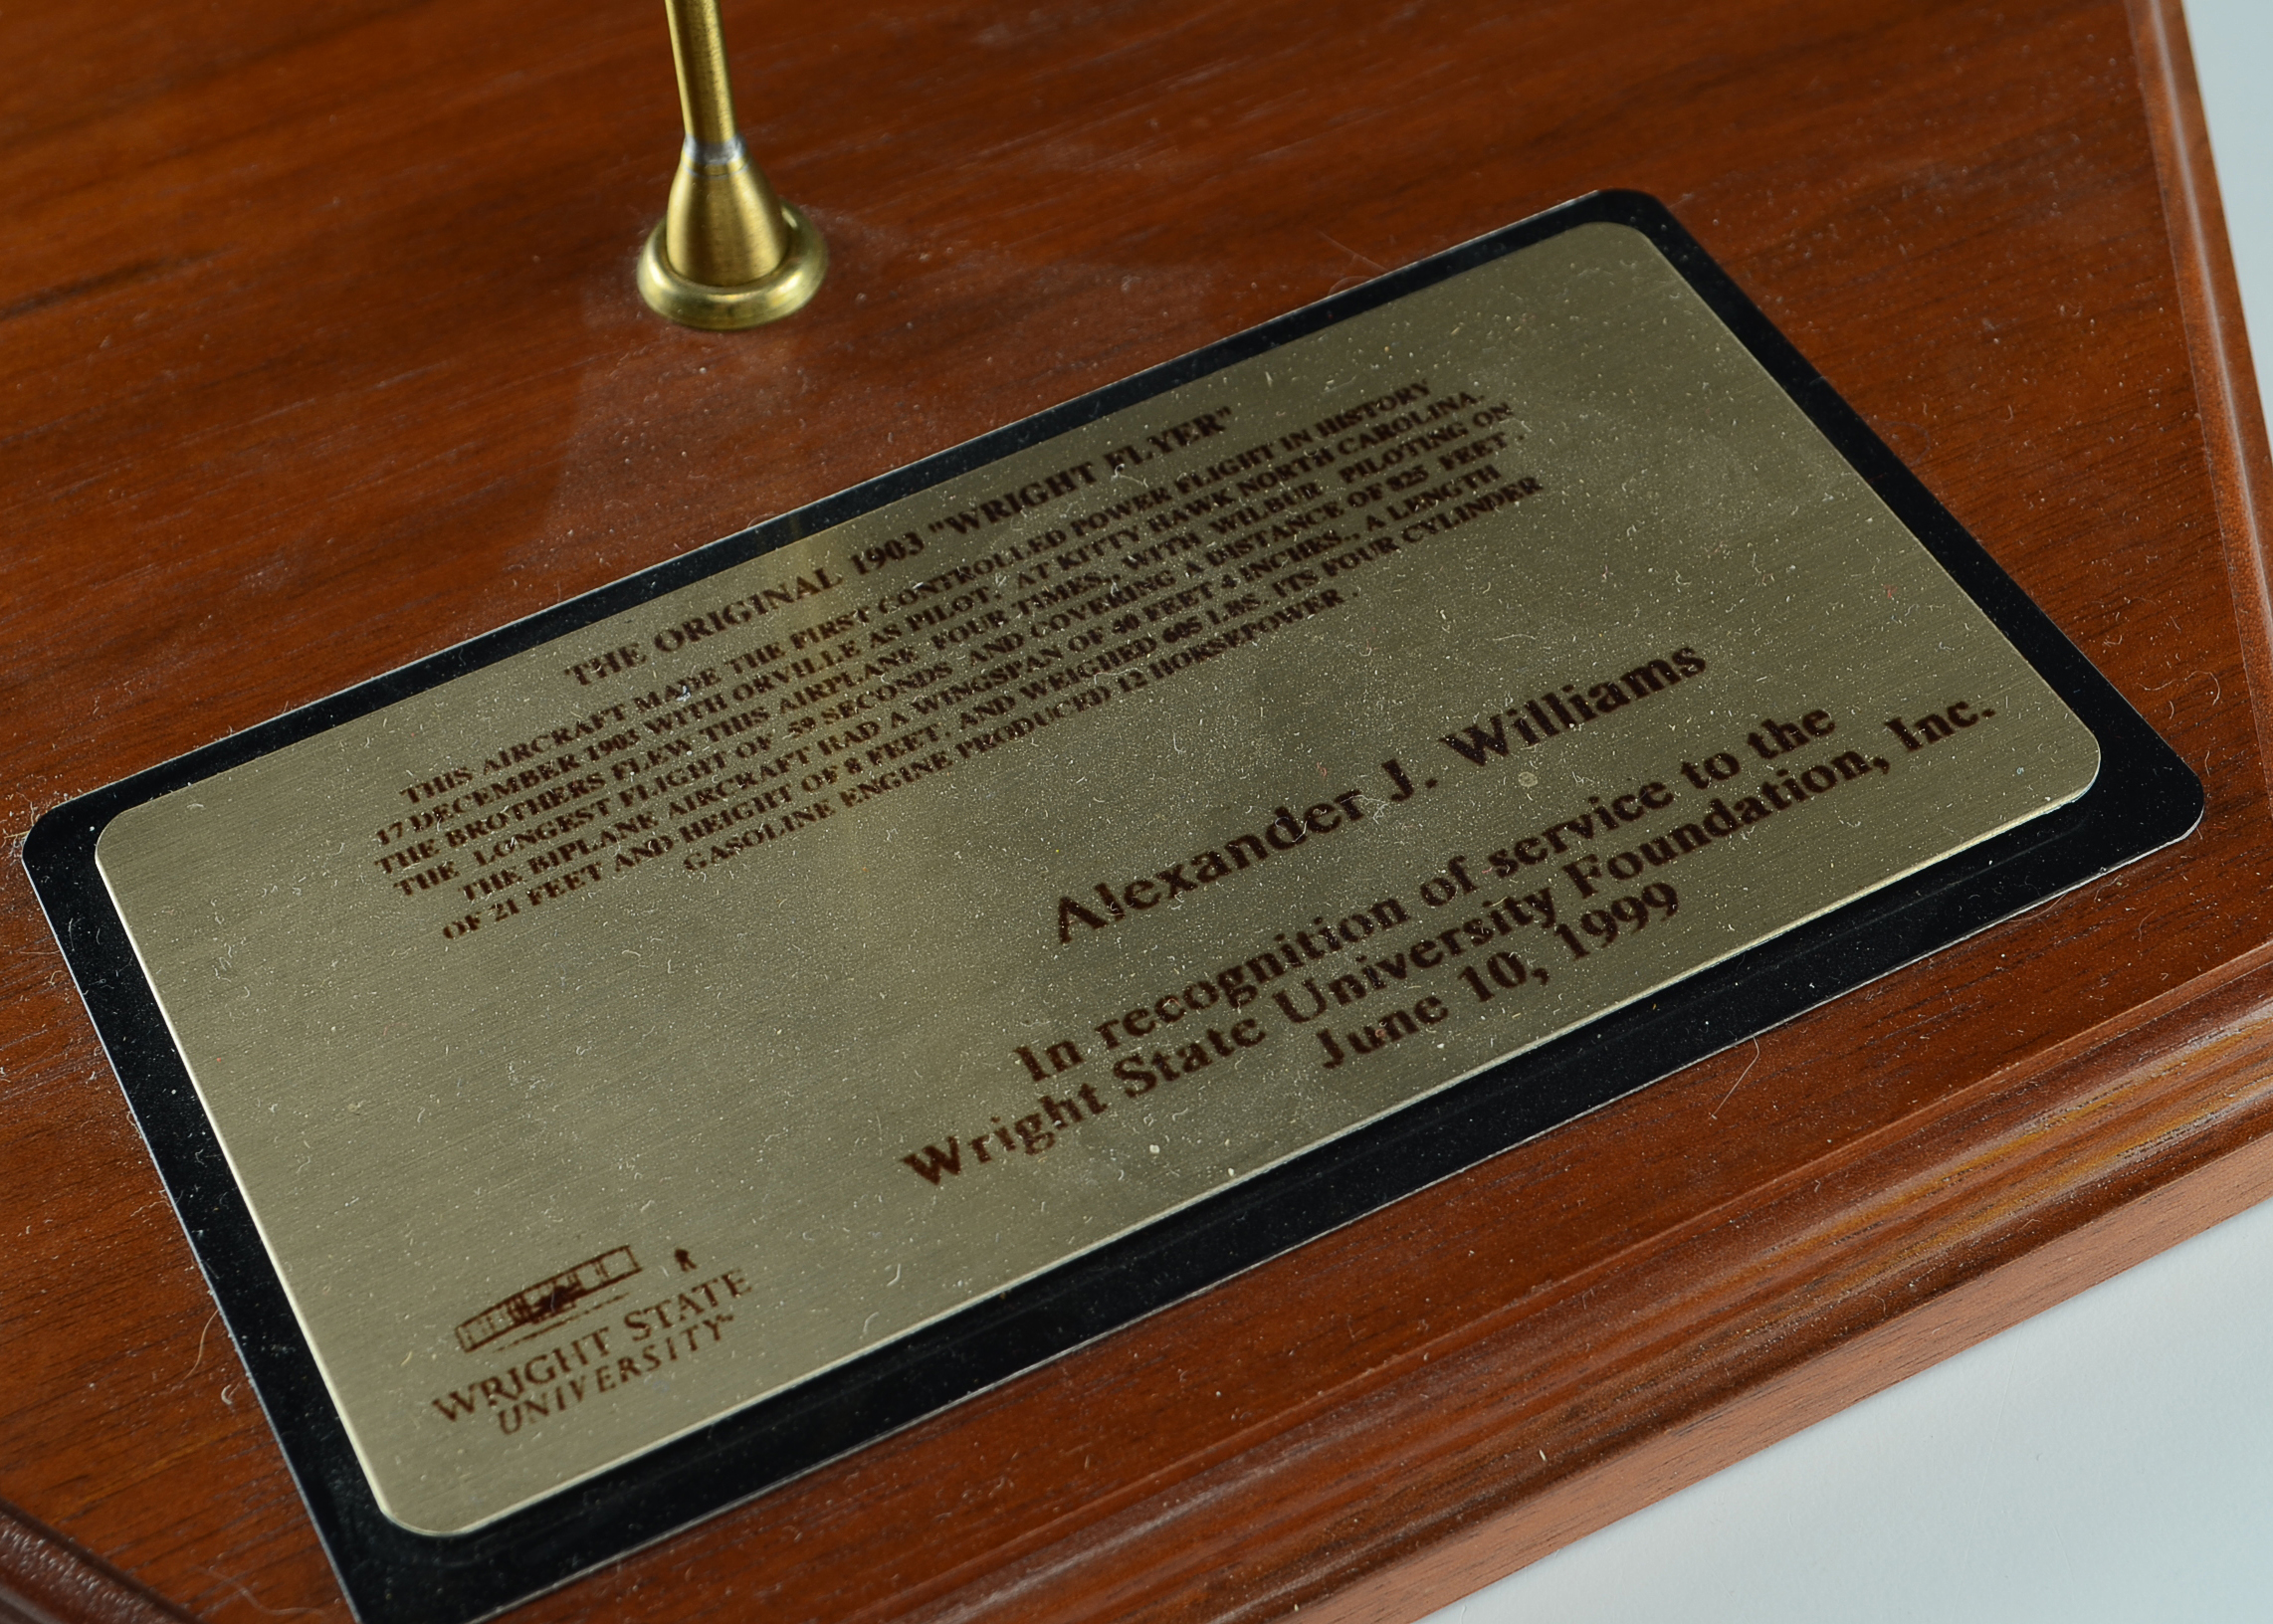 THE ORIGINAL 1903 "WRIGHT FLYER"
THIS AIRCRAFT MADE THE FIRST CONTROLLED POWER FLIGHT IN HISTORY
17 DECEMBER 1903 WITH ORVILLE AS PILOT, AT KITTY HAWK NORTH CAROLINA.
THE BROTHERS FLEW THIS AIRPLANE FOUR TIMES,, WITH WILBUR PILOTING ON
THE LONGEST FLIGHT OF .59 SECONDS AND COVERING A DISTANCE OF 825 FEET .
THE BIPLANE AIRCRAFT HAD A WINGSPAN OF 40 FEET 4 INCHES., A LENGTH
OF 21 FEET AND HEIGHT OF 8 FEET, AND WEIGHED 605 LBS. ITS FOUR CYLINDER
GASOLINE ENGINE PRODUCED 12 HORSEPOWER .
Alexander J. Williams
In recognition of service to the
Wright State University Foundation, Inc.
June 10, 1999
WRIGHT STATE
UNIVERSITY